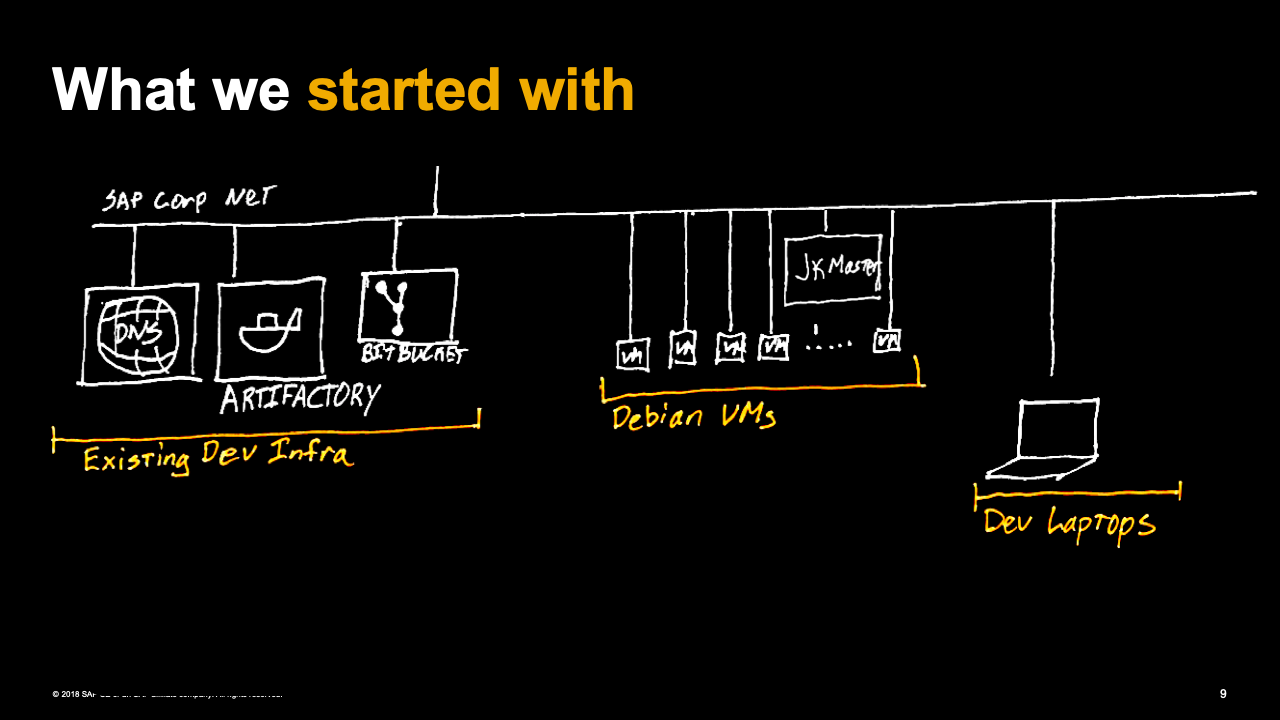 What we started with
SAP Corp NET
DNS
ARTIFACTORY
BITBUCKET
Existing Dev Infra
JK Master
VM
VM
VM
VM
VM
Debian VMs
Dev Laptops
© 2018 SAP
9